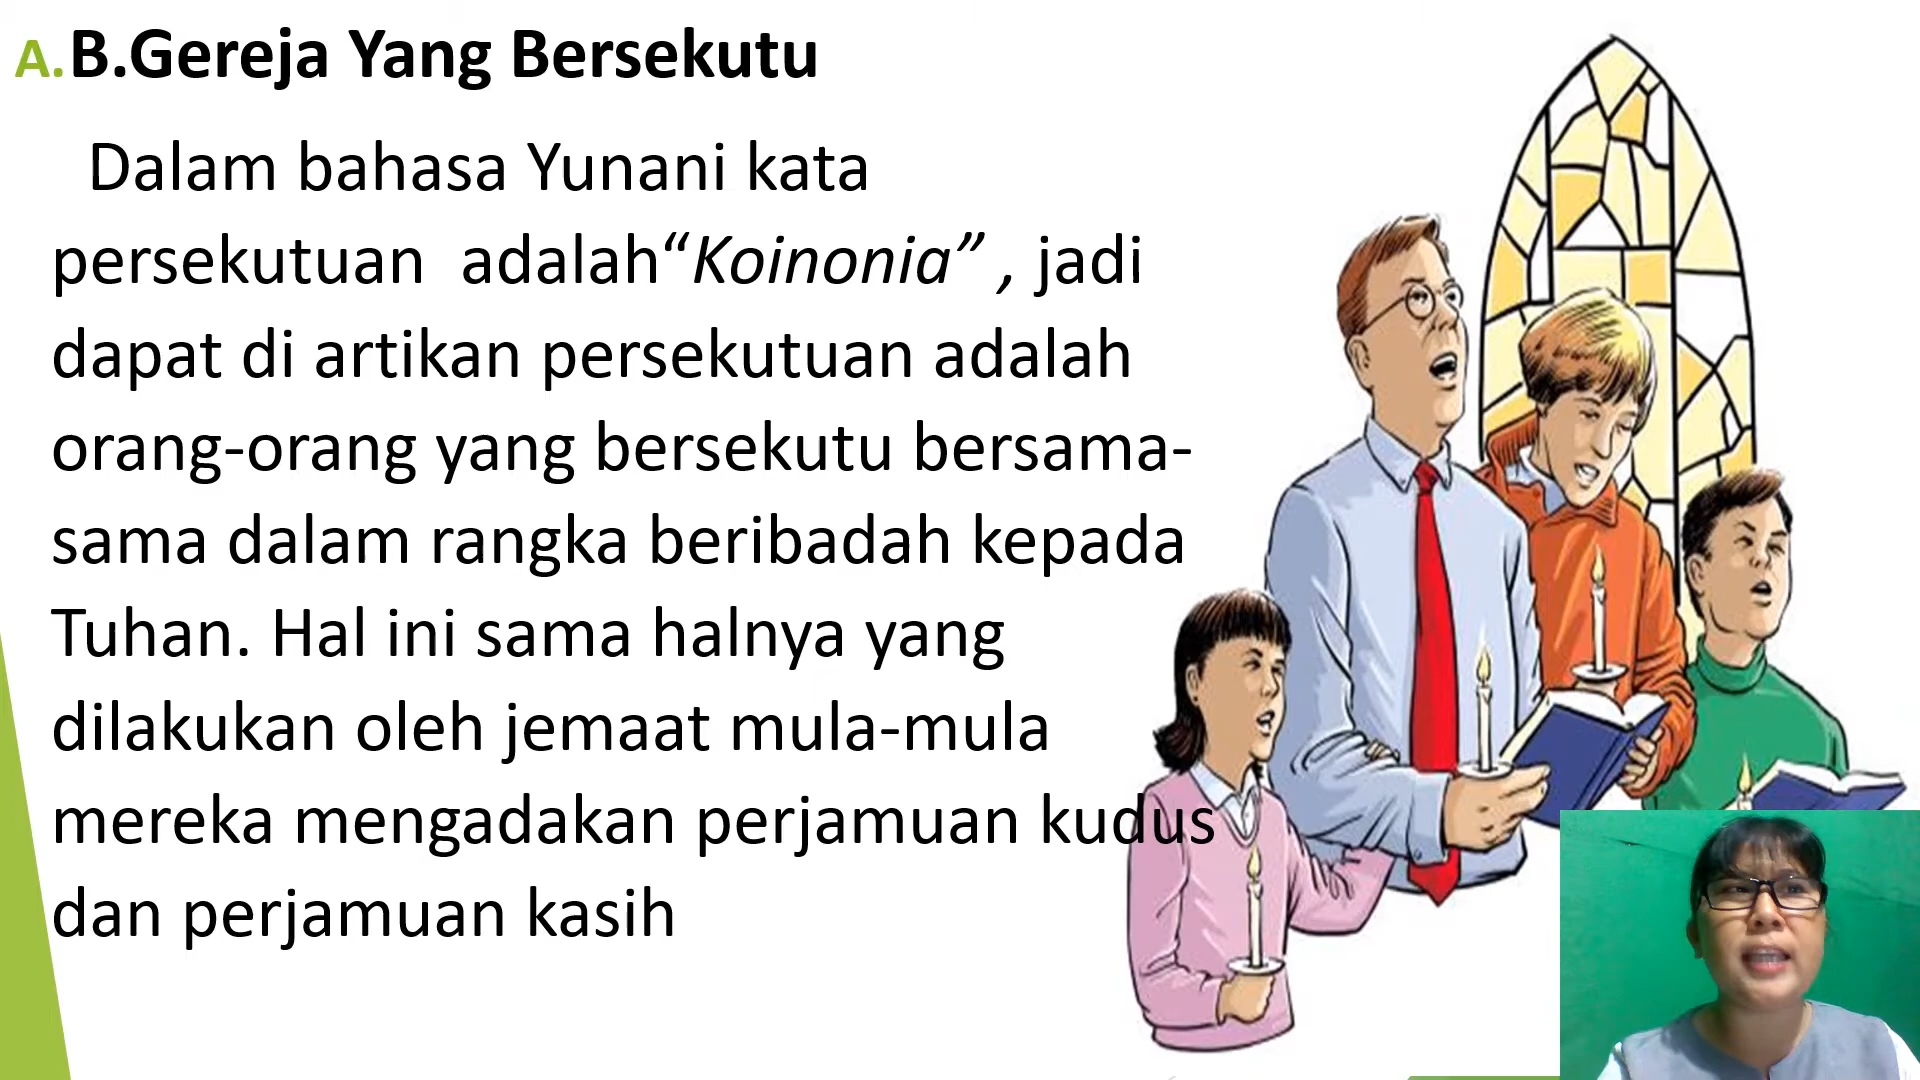 A. B.Gereja Yang Bersekutu
Dalam bahasa Yunani kata
persekutuan adalah“Koinonia” , jadi
dapat di artikan persekutuan adalah
orang-orang yang bersekutu bersama-
sama dalam rangka beribadah kepada
Tuhan. Hal ini sama halnya yang
dilakukan oleh jemaat mula-mula
mereka mengadakan perjamuan kudus
dan perjamuan kasih